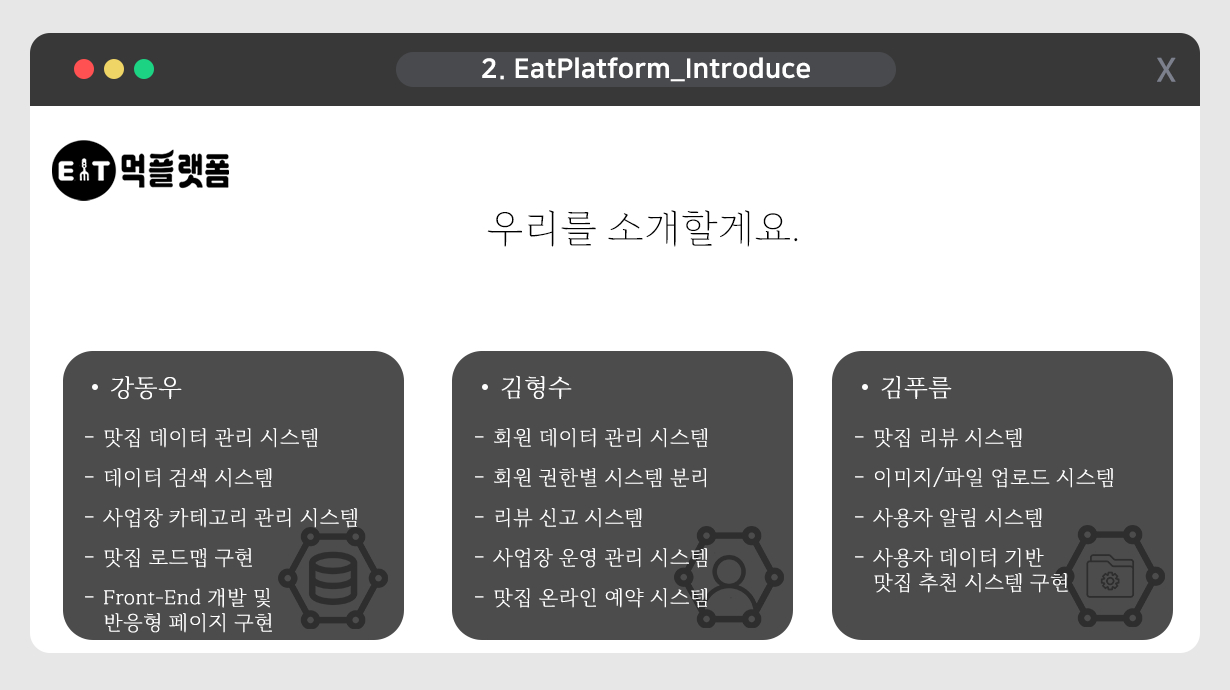 2. EatPlatform_Introduce
X
EAT 먹플랫폼
우리를 소개할게요.
• 강동우
- 맛집 데이터 관리 시스템
- 데이터 검색 시스템
- 사업장 카테고리 관리 시스템
- 맛집 로드맵 구현
- Front-End 개발 및
반응형 페이지 구현
• 김형수
- 회원 데이터 관리 시스템
- 회원 권한별 시스템 분리
- 리뷰 신고 시스템
- 사업장 운영 관리 시스템
- 맛집 온라인 예약 시스템
• 김푸름
- 맛집 리뷰 시스템
- 이미지/파일 업로드 시스템
- 사용자 알림 시스템
- 사용자 데이터 기반
맛집 추천 시스템 구현